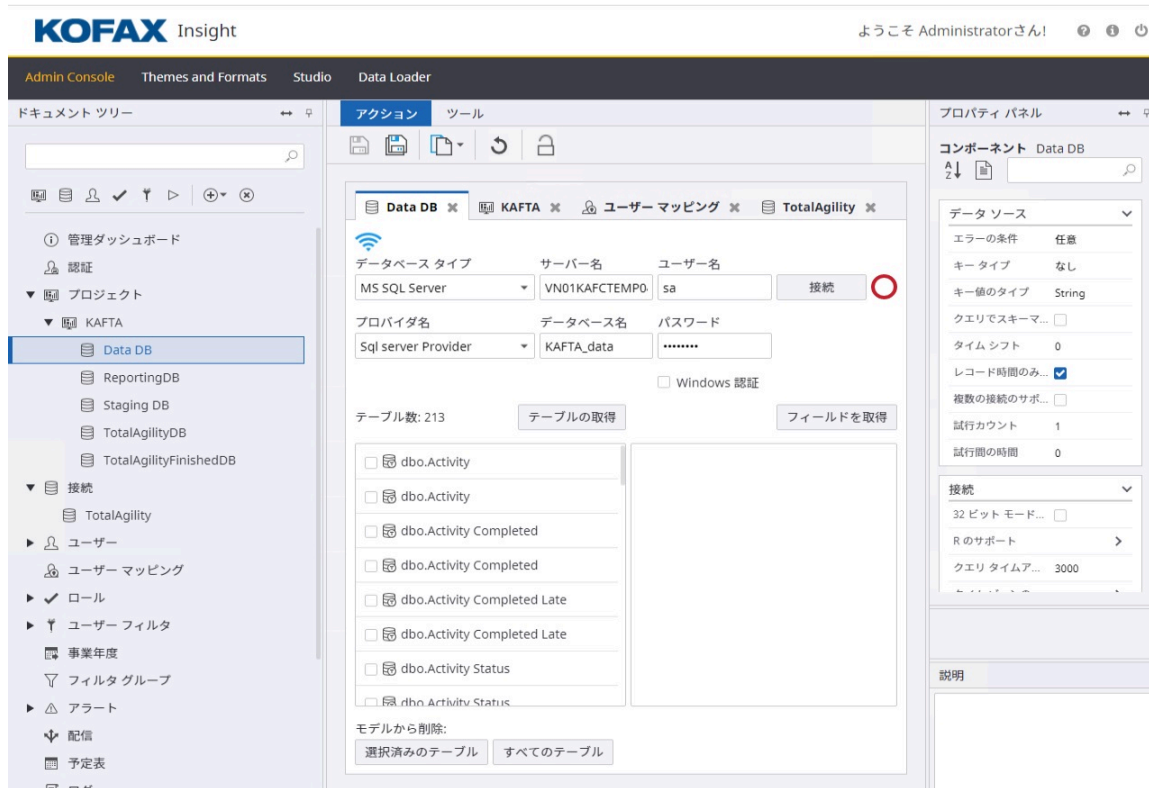 KOFAX Insight
ようこそ Administratorさん!
Admin Console Themes and Formats Studio Data Loader
ドキュメント ツリー
管理ダッシュボード
認証
プロジェクト
KAFTA
Data DB
ReportingDB
Staging DB
TotalAgilityDB
TotalAgilityFinishedDB
接続
TotalAgility
ユーザー
ユーザー マッピング
ロール
ユーザー フィルタ
事業年度
フィルタ グループ
アラート
配信
予定表
アクション ツール
Data DB KAFTA ユーザー マッピング TotalAgility
データベース タイプ サーバー名 ユーザー名
MS SQL Server VN01KAFCTEMP0 sa 接続
プロバイダ名 データベース名 パスワード
Sql server Provider KAFTA_data ••••••••
Windows 認証
テーブル数: 213 テーブルの取得 フィールドを取得
dbo.Activity
dbo.Activity
dbo.Activity Completed
dbo.Activity Completed
dbo.Activity Completed Late
dbo.Activity Completed Late
dbo.Activity Status
dbo.Activity Status
モデルから削除:
選択済みのテーブル すべてのテーブル
プロパティ パネル
コンポーネント Data DB
データ ソース
エラーの条件 任意
キー タイプ なし
キー値のタイプ String
クエリでスキーマ...
タイム シフト 0
レコード時間のみ...
複数の接続のサポ...
試行カウント 1
試行間の時間 0
接続
32 ビット モード...
R のサポート
クエリ タイムア... 3000
説明